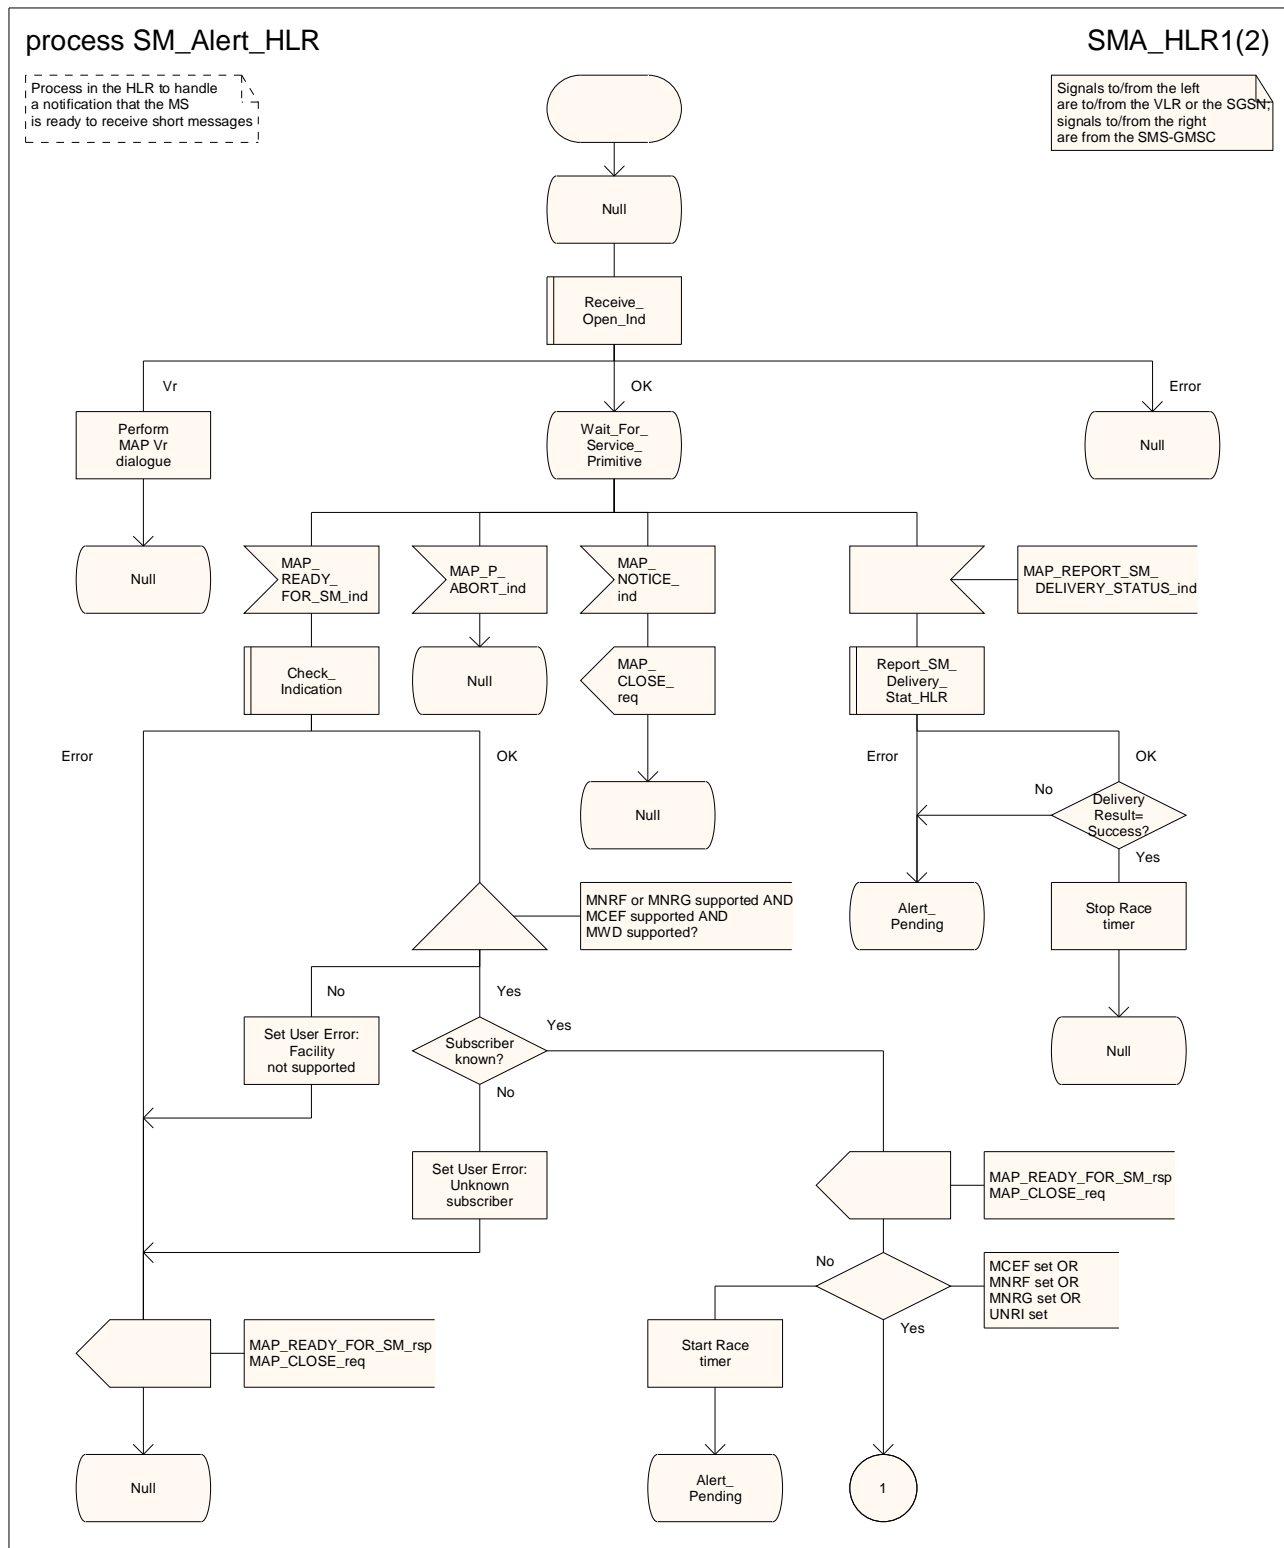 process SM_Alert_HLR
SMA_HLR1(2)
Process in the HLR to handle
a notification that the MS
is ready to receive short messages
Signals to/from the left
are to/from the VLR or the SGSN;
signals to/from the right
are from the SMS-GMSC
Null
Receive_
Open_Ind
Vr
OK
Error
Perform
MAP Vr
dialogue
Wait_For_
Service_
Primitive
Null
Null
MAP_
READY_
FOR_SM_ind
MAP_P_
ABORT_ind
MAP_
NOTICE_
ind
MAP_REPORT_SM_
DELIVERY_STATUS_ind
Check_
Indication
Null
MAP_
CLOSE_
req
Report_SM_
Delivery_
Stat_HLR
Error
OK
Error
OK
Null
No
Delivery
Result=
Success?
Yes
MNRF or MNRG supported AND
MCEF supported AND
MWD supported?
Alert_
Pending
Stop Race
timer
No
Yes
Set User Error:
Facility
not supported
Subscriber
known?
Yes
No
Null
Set User Error:
Unknown
subscriber
MAP_READY_FOR_SM_rsp
MAP_CLOSE_req
No
MCEF set OR
MNRF set OR
MNRG set OR
UNRI set
Yes
MAP_READY_FOR_SM_rsp
MAP_CLOSE_req
Start Race
timer
Null
Alert_
Pending
1